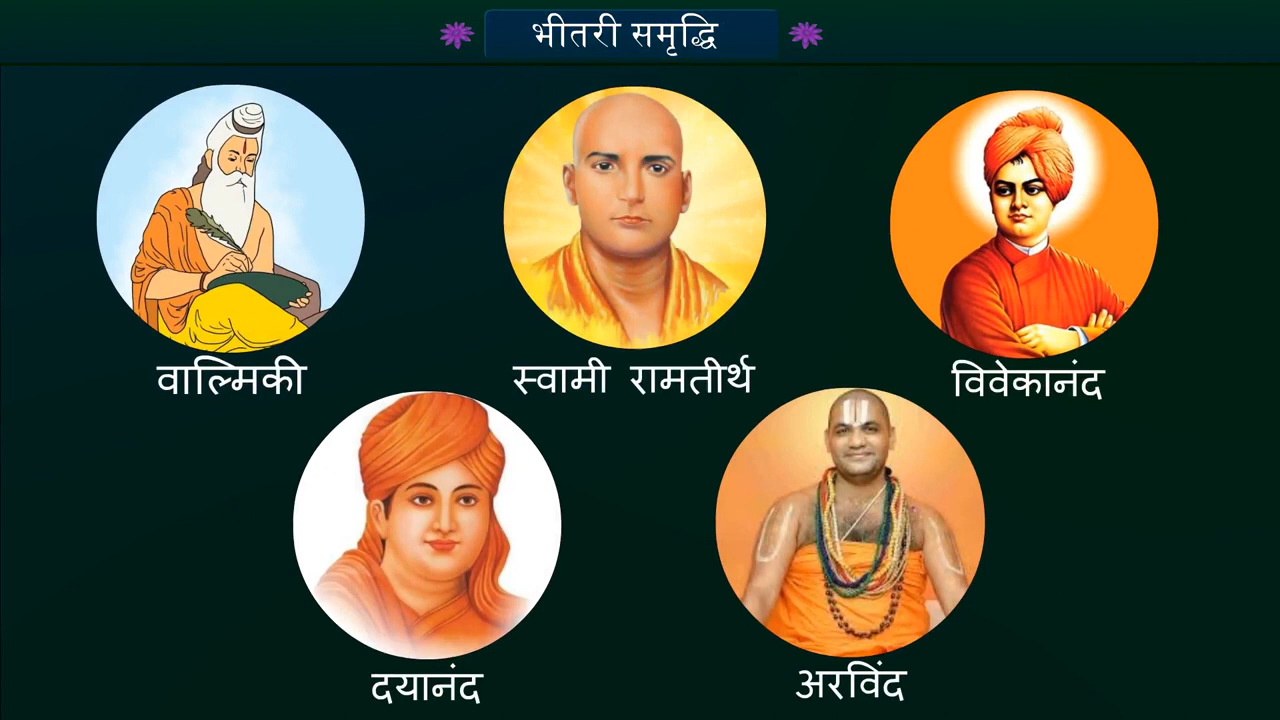 भीतरी समृद्धि
वाल्मिकी
स्वामी रामतीर्थ
विवेकानंद
दयानंद
अरविंद